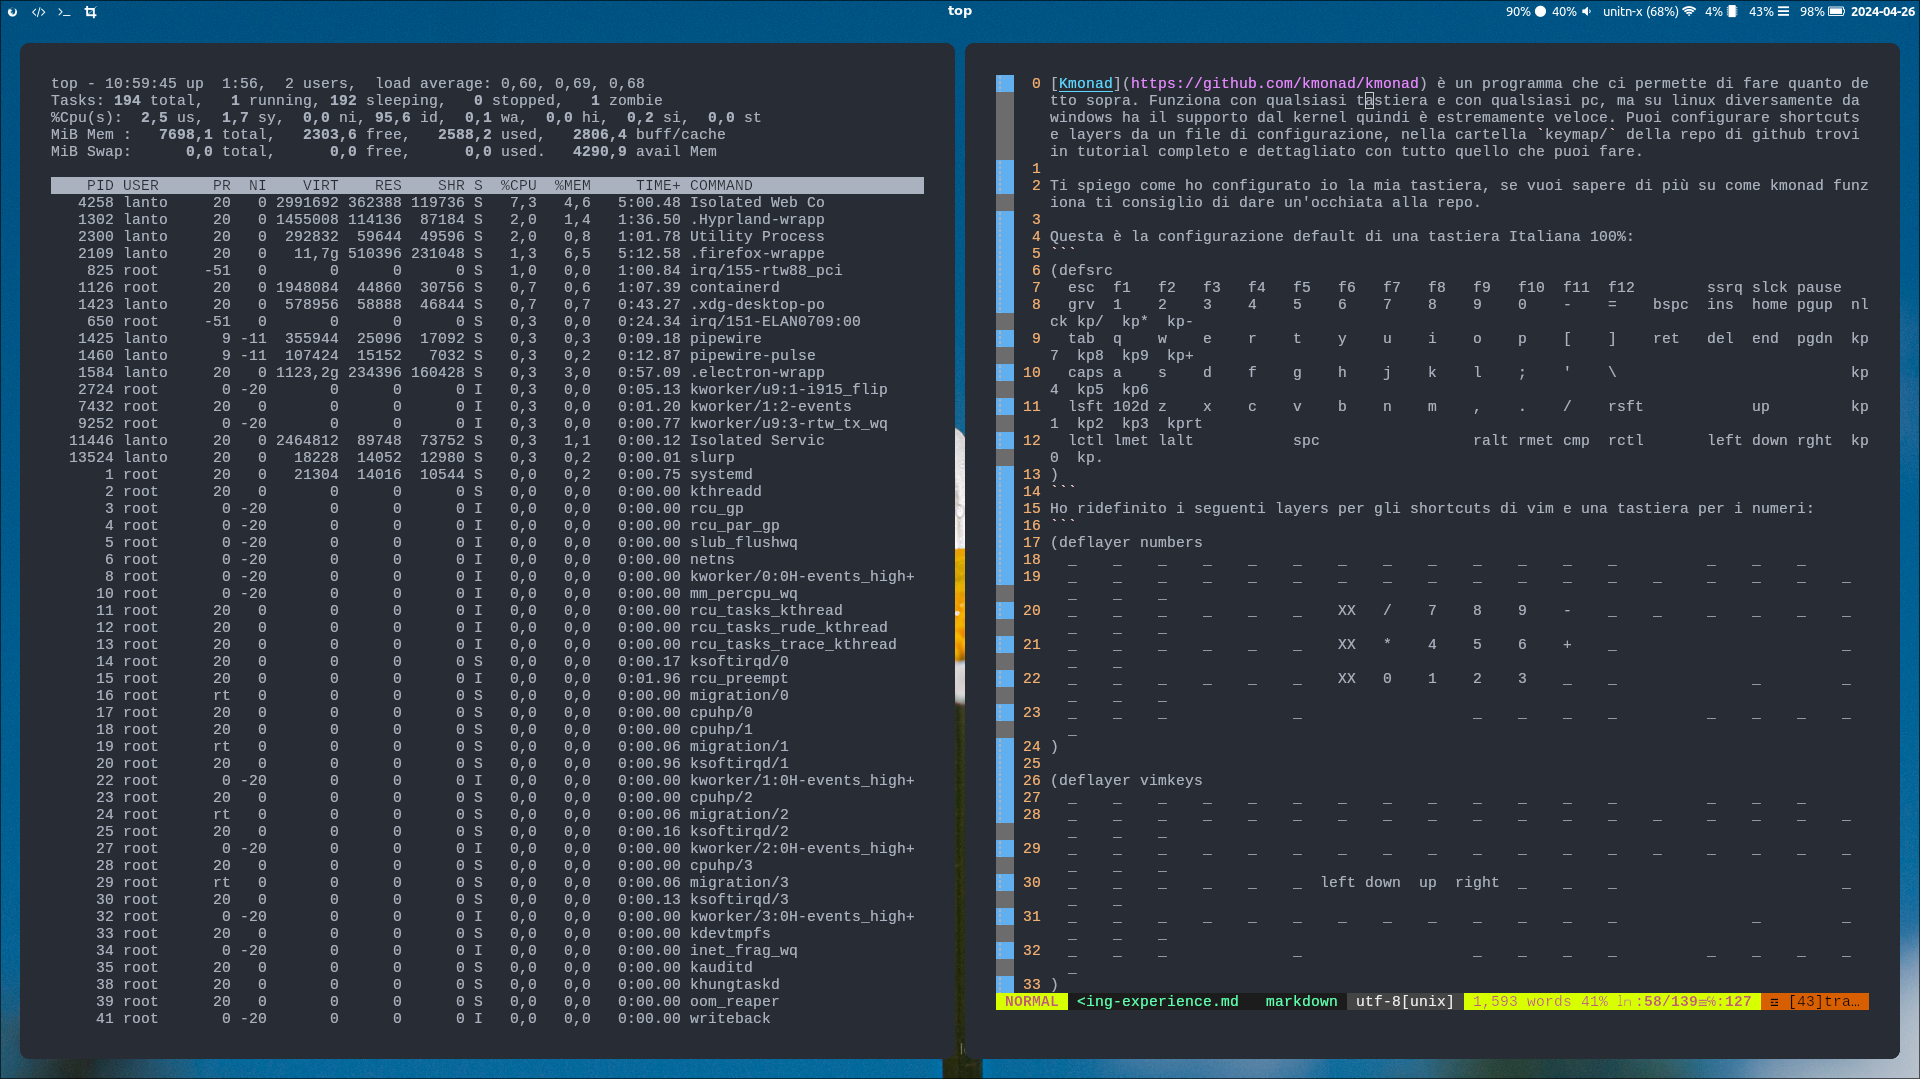 top
90% 40% unitn-x (68%) 4% 43% 98% 2024-04-26
top - 10:59:45 up  1:56,  2 users,  load average: 0,60, 0,69, 0,68
Tasks: 194 total,   1 running, 192 sleeping,   0 stopped,   1 zombie
%Cpu(s):  2,5 us,  1,7 sy,  0,0 ni, 95,6 id,  0,1 wa,  0,0 hi,  0,2 si,  0,0 st
MiB Mem :   7698,1 total,   2303,6 free,   2588,2 used,   2806,4 buff/cache
MiB Swap:      0,0 total,      0,0 free,      0,0 used.   4290,9 avail Mem
PID USER PR NI VIRT RES SHR S %CPU %MEM TIME+ COMMAND
4258 lanto 20 0 2991692 362388 119736 S 7,3 4,6 5:00.48 Isolated Web Co
1302 lanto 20 0 1455008 114136 87184 S 2,0 1,4 1:36.50 .Hyprland-wrapp
2300 lanto 20 0 292832 59644 49596 S 2,0 0,8 1:01.78 Utility Process
2109 lanto 20 0 11,7g 510396 231048 S 1,3 6,5 5:12.58 .firefox-wrappe
825 root -51 0 0 0 0 S 1,0 0,0 1:00.84 irq/155-rtw88_pci
1126 root 20 0 1948084 44860 30756 S 0,7 0,6 1:07.39 containerd
1423 lanto 20 0 578956 58888 46844 S 0,7 0,7 0:43.27 .xdg-desktop-po
650 root -51 0 0 0 0 S 0,3 0,0 0:24.34 irq/151-ELAN0709:00
1425 lanto 9 -11 355944 25096 17092 S 0,3 0,3 0:09.18 pipewire
1460 lanto 9 -11 107424 15152 7032 S 0,3 0,2 0:12.87 pipewire-pulse
1584 lanto 20 0 1123,2g 234396 160428 S 0,3 3,0 0:57.09 .electron-wrapp
2724 root 0 -20 0 0 0 I 0,3 0,0 0:05.13 kworker/u9:1-i915_flip
7432 root 20 0 0 0 0 I 0,3 0,0 0:01.20 kworker/1:2-events
9252 root 0 -20 0 0 0 I 0,3 0,0 0:00.77 kworker/u9:3-rtw_tx_wq
11446 lanto 20 0 2464812 89748 73752 S 0,3 1,1 0:00.12 Isolated Servic
13524 lanto 20 0 18228 14052 12980 S 0,3 0,2 0:00.01 slurp
1 root 20 0 21304 14016 10544 S 0,0 0,2 0:00.75 systemd
2 root 20 0 0 0 0 S 0,0 0,0 0:00.00 kthreadd
3 root 0 -20 0 0 0 I 0,0 0,0 0:00.00 rcu_gp
4 root 0 -20 0 0 0 I 0,0 0,0 0:00.00 rcu_par_gp
5 root 0 -20 0 0 0 I 0,0 0,0 0:00.00 slub_flushwq
6 root 0 -20 0 0 0 I 0,0 0,0 0:00.00 netns
8 root 0 -20 0 0 0 I 0,0 0,0 0:00.00 kworker/0:0H-events_high+
10 root 0 -20 0 0 0 I 0,0 0,0 0:00.00 mm_percpu_wq
11 root 20 0 0 0 0 I 0,0 0,0 0:00.00 rcu_tasks_kthread
12 root 20 0 0 0 0 I 0,0 0,0 0:00.00 rcu_tasks_rude_kthread
13 root 20 0 0 0 0 I 0,0 0,0 0:00.00 rcu_tasks_trace_kthread
14 root 20 0 0 0 0 S 0,0 0,0 0:00.17 ksoftirqd/0
15 root 20 0 0 0 0 I 0,0 0,0 0:01.96 rcu_preempt
16 root rt 0 0 0 0 S 0,0 0,0 0:00.00 migration/0
17 root 20 0 0 0 0 S 0,0 0,0 0:00.00 cpuhp/0
18 root 20 0 0 0 0 S 0,0 0,0 0:00.00 cpuhp/1
19 root rt 0 0 0 0 S 0,0 0,0 0:00.06 migration/1
20 root 20 0 0 0 0 S 0,0 0,0 0:00.96 ksoftirqd/1
22 root 0 -20 0 0 0 I 0,0 0,0 0:00.00 kworker/1:0H-events_high+
23 root 20 0 0 0 0 S 0,0 0,0 0:00.00 cpuhp/2
24 root rt 0 0 0 0 S 0,0 0,0 0:00.06 migration/2
25 root 20 0 0 0 0 S 0,0 0,0 0:00.16 ksoftirqd/2
27 root 0 -20 0 0 0 I 0,0 0,0 0:00.00 kworker/2:0H-events_high+
28 root 20 0 0 0 0 S 0,0 0,0 0:00.00 cpuhp/3
29 root rt 0 0 0 0 S 0,0 0,0 0:00.06 migration/3
30 root 20 0 0 0 0 S 0,0 0,0 0:00.13 ksoftirqd/3
32 root 0 -20 0 0 0 I 0,0 0,0 0:00.00 kworker/3:0H-events_high+
33 root 20 0 0 0 0 S 0,0 0,0 0:00.00 kdevtmpfs
34 root 0 -20 0 0 0 I 0,0 0,0 0:00.00 inet_frag_wq
35 root 20 0 0 0 0 S 0,0 0,0 0:00.00 kauditd
38 root 20 0 0 0 0 S 0,0 0,0 0:00.00 khungtaskd
39 root 20 0 0 0 0 S 0,0 0,0 0:00.00 oom_reaper
41 root 0 -20 0 0 0 I 0,0 0,0 0:00.00 writeback
0 [Kmonad](https://github.com/kmonad/kmonad) è un programma che ci permette di fare quanto de
tto sopra. Funziona con qualsiasi tastiera e con qualsiasi pc, ma su linux diversamente da
windows ha il supporto dal kernel quindi è estremamente veloce. Puoi configurare shortcuts
e layers da un file di configurazione, nella cartella `keymap/` della repo di github trovi
in tutorial completo e dettagliato con tutto quello che puoi fare.
1
2 Ti spiego come ho configurato io la mia tastiera, se vuoi sapere di più su come kmonad funz
iona ti consiglio di dare un'occhiata alla repo.
3
4 Questa è la configurazione default di una tastiera Italiana 100%:
5 ```
6 (defsrc
7 esc f1 f2 f3 f4 f5 f6 f7 f8 f9 f10 f11 f12 ssrq slck pause
8 grv 1 2 3 4 5 6 7 8 9 0 - = bspc ins home pgup nl
ck kp/ kp* kp-
9 tab q w e r t y u i o p [ ] ret del end pgdn kp
7 kp8 kp9 kp+
10 caps a s d f g h j k l ; ' \ kp
4 kp5 kp6
11 lsft 102d z x c v b n m , . / rsft up kp
1 kp2 kp3 kprt
12 lctl lmet lalt spc ralt rmet cmp rctl left down rght kp
0 kp.
13 )
14 ```
15 Ho ridefinito i seguenti layers per gli shortcuts di vim e una tastiera per i numeri:
16 ```
17 (deflayer numbers
18 _ _ _ _ _ _ _ _ _ _ _ _ _ _ _ _
19 _ _ _ _ _ _ _ _ _ _ _ _ _ _ _ _ _ _
_ _ _
20 _ _ _ _ _ _ XX / 7 8 9 - _ _ _ _ _ _
_ _ _
21 _ _ _ _ _ _ XX * 4 5 6 + _ _
_ _
22 _ _ _ _ _ _ XX 0 1 2 3 _ _ _ _
_ _ _
23 _ _ _ _ _ _ _ _ _ _ _ _
_
24 )
25
26 (deflayer vimkeys
27 _ _ _ _ _ _ _ _ _ _ _ _ _ _ _ _
28 _ _ _ _ _ _ _ _ _ _ _ _ _ _ _ _ _ _
_ _ _
29 _ _ _ _ _ _ _ _ _ _ _ _ _ _ _ _ _ _
_ _ _
30 _ _ _ _ _ _ left down up right _ _ _ _
_ _
31 _ _ _ _ _ _ _ _ _ _ _ _ _ _ _
_ _ _
32 _ _ _ _ _ _ _ _ _ _ _ _
_
33 )
NORMAL <ing-experience.md markdown utf-8[unix] 1,593 words 41% :58/139 :127 [43]tra…